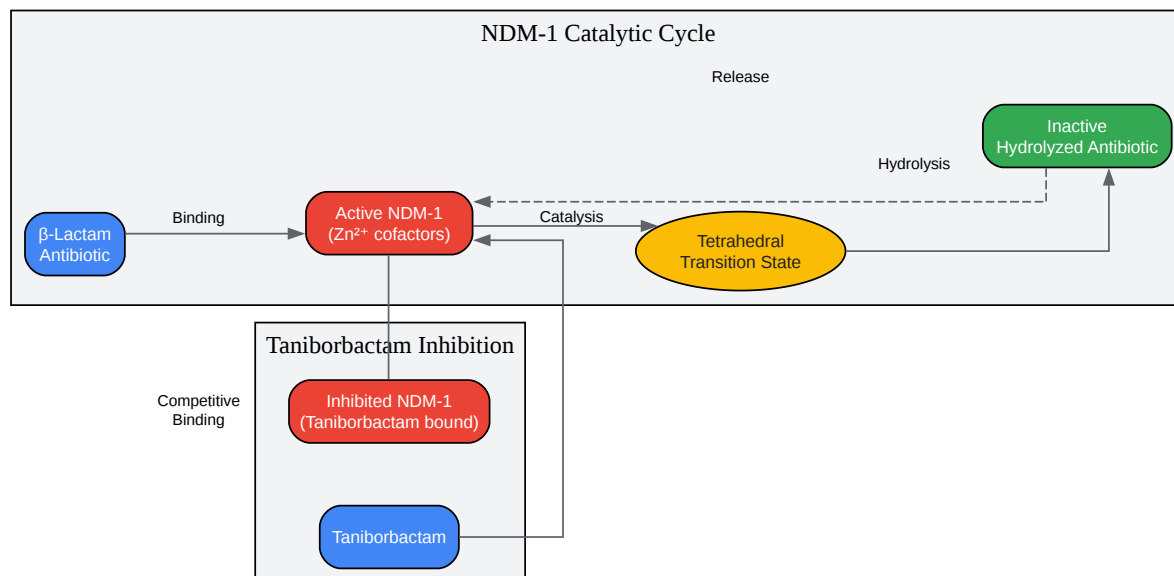 NDM-1 Catalytic Cycle
Release
Inactive
Hydrolyzed Antibiotic
Hydrolysis
Binding
Active NDM-1
(Zn²⁺ cofactors)
Catalysis
β-Lactam
Antibiotic
Tetrahedral
Transition State
Taniborbactam Inhibition
Competitive
Binding
Inhibited NDM-1
(Taniborbactam bound)
Taniborbactam